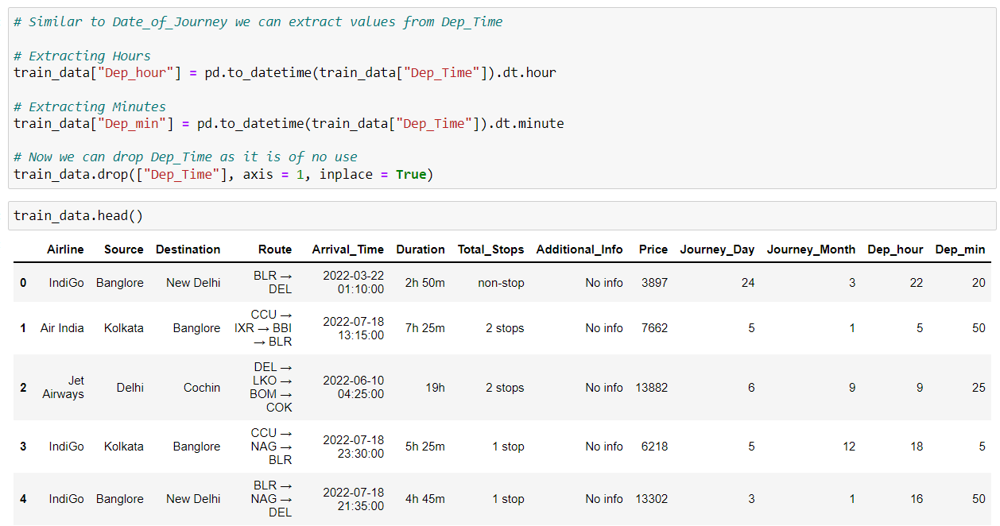 # Similar to Date_of_Journey we can extract values from Dep_Time
# Extracting Hours
train_data["Dep_hour"] = pd.to_datetime(train_data["Dep_Time"]).dt.hour
# Extracting Minutes
train_data["Dep_min"] = pd.to_datetime(train_data["Dep_Time"]).dt.minute
# Now we can drop Dep_Time as it is of no use
train_data.drop(["Dep_Time"], axis = 1, inplace = True)
train_data.head()
Airline Source Destination Route Arrival_Time Duration Total_Stops Additional_Info Price Journey_Day Journey_Month Dep_hour Dep_min
0 IndiGo Banglore New Delhi BLR → DEL 2022-03-22 01:10:00 2h 50m non-stop No info 3897 24 3 22 20
1 Air India Kolkata Banglore CCU → IXR → BBI → BLR 2022-07-18 13:15:00 7h 25m 2 stops No info 7662 5 1 5 50
2 Jet Airways Delhi Cochin DEL → LKO → BOM → COK 2022-06-10 04:25:00 19h 2 stops No info 13882 6 9 9 25
3 IndiGo Kolkata Banglore CCU → NAG → BLR 2022-07-18 23:30:00 5h 25m 1 stop No info 6218 5 12 18 5
4 IndiGo Banglore New Delhi BLR → NAG → DEL 2022-07-18 21:35:00 4h 45m 1 stop No info 13302 3 1 16 50